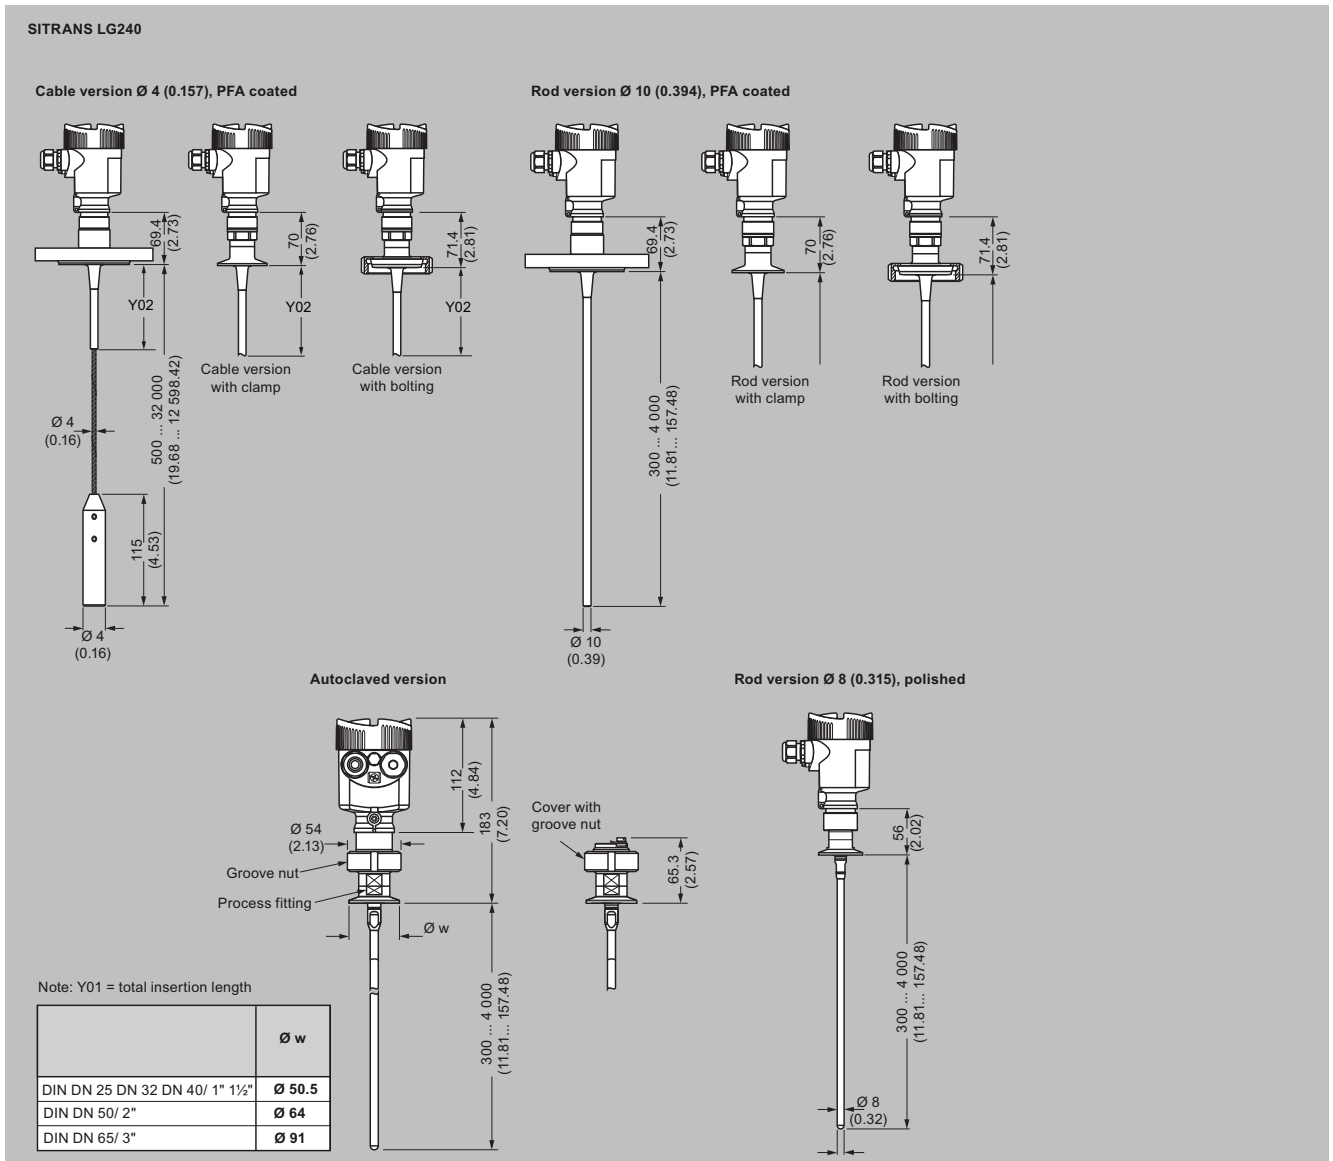 SITRANS LG240
Cable version Ø 4 (0.157), PFA coated
69.4
(2.73)
70
(2.76)
71.4
(2.81)
Y02
Y02
Y02
Cable version
with clamp
Cable version
with bolting
Ø 4
(0.16)
500 ... 32 000
(19.68 ... 12 598.42)
115
(4.53)
Ø 4
(0.16)
Rod version Ø 10 (0.394), PFA coated
69.4
(2.73)
70
(2.76)
71.4
(2.81)
Rod version
with clamp
Rod version
with bolting
300 ... 4 000
(11.81... 157.48)
Ø 10
(0.39)
Autoclaved version
112
(4.84)
183
(7.20)
Ø 54
(2.13)
Groove nut
Process fitting
Ø w
300 ... 4 000
(11.81... 157.48)
Cover with
groove nut
65.3
(2.57)
Rod version Ø 8 (0.315), polished
56
(2.02)
300 ... 4 000
(11.81... 157.48)
Ø 8
(0.32)
Note: Y01 = total insertion length
Ø w
DIN DN 25 DN 32 DN 40/ 1" 1½" Ø 50.5
DIN DN 50/ 2" Ø 64
DIN DN 65/ 3" Ø 91